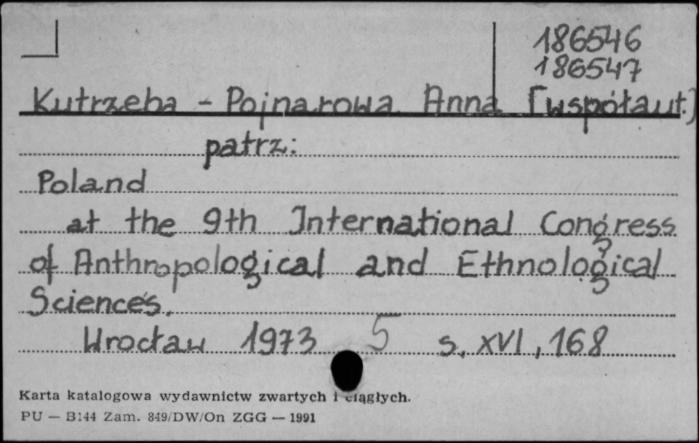 186546
186547
Kutrzeba - Pojnarowa Anna [współaut.]
patrz:
Poland
at the 9th International Congress
of Anthropological and Ethnological
Sciences.
Wrocław 1973 5 s. XVI, 168
Karta katalogowa wydawnictw zwartych i ciągłych.
PU — B144 Zam. 849/DW/On ZGG — 1991